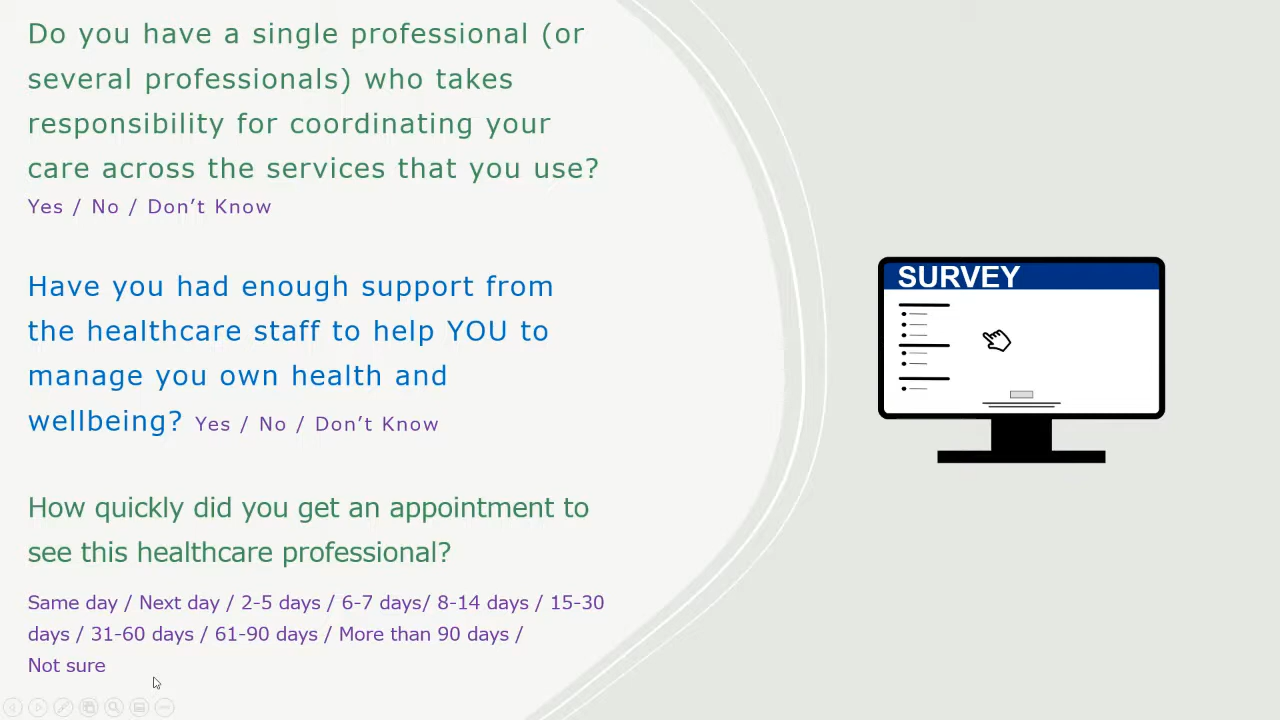 Do you have a single professional (or
several professionals) who takes
responsibility for coordinating your
care across the services that you use?
Yes / No / Don’t Know
Have you had enough support from
the healthcare staff to help YOU to
manage you own health and
wellbeing? Yes / No / Don’t Know
How quickly did you get an appointment to
see this healthcare professional?
Same day / Next day / 2-5 days / 6-7 days/ 8-14 days / 15-30
days / 31-60 days / 61-90 days / More than 90 days /
Not sure
SURVEY